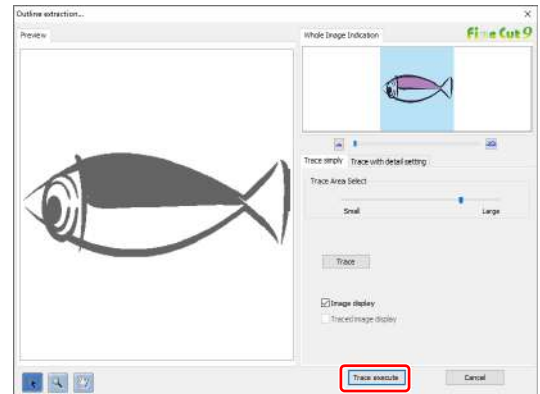 Outline extraction...
Preview
Whole Image Indication
Fine Cut 9
Trace simply
Trace with detail setting
Trace Area Select
Small
Large
Trace
Image display
Traced image display
Trace execute
Cancel